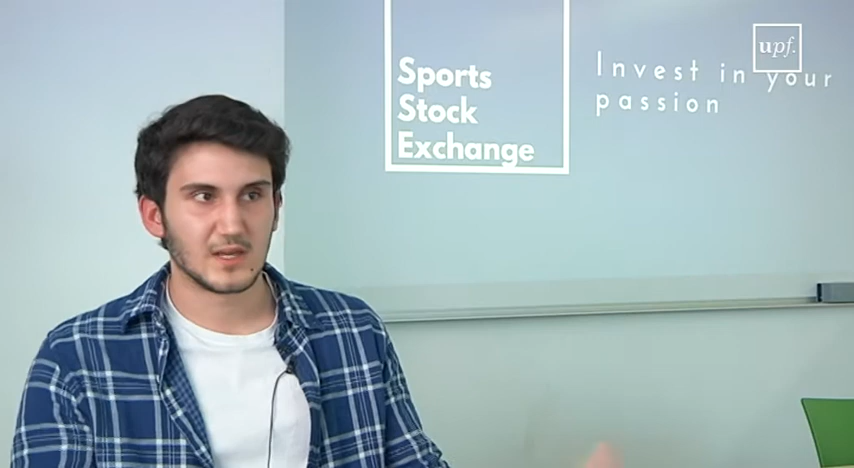 Sports
Stock
Exchange
Invest in your
passion
upf.